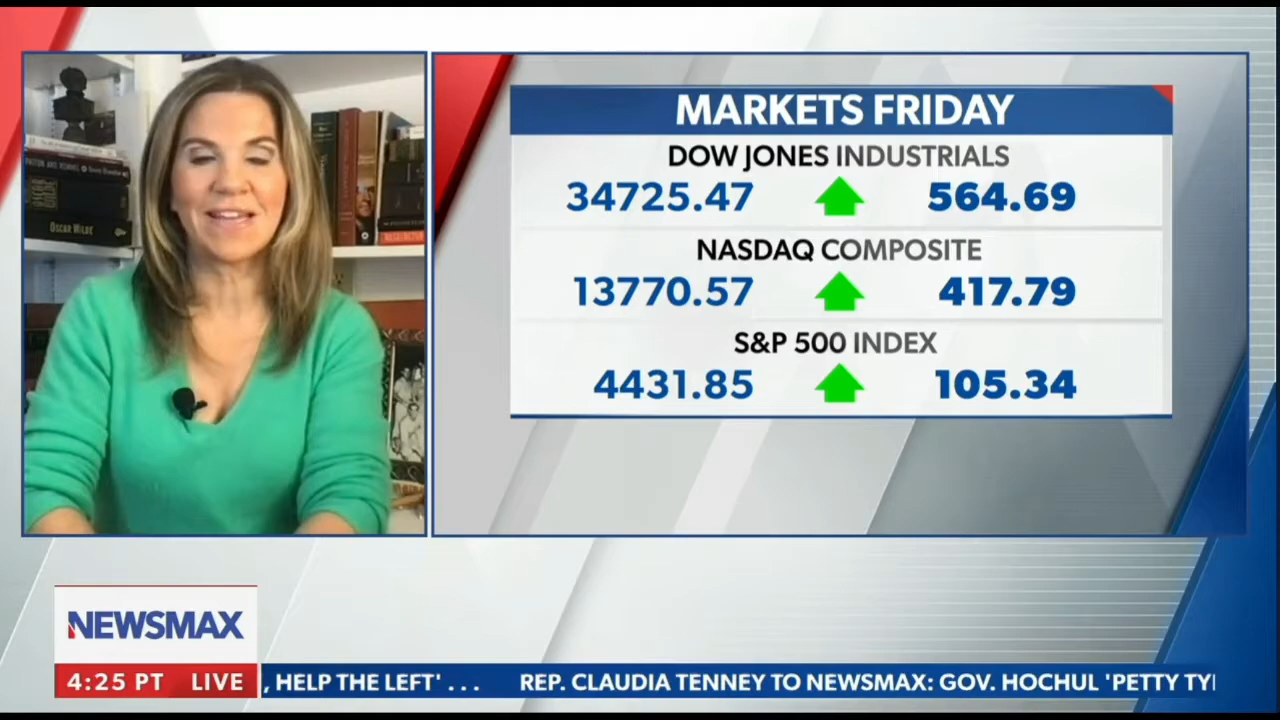 MARKETS FRIDAY
DOW JONES INDUSTRIALS
34725.47 564.69
NASDAQ COMPOSITE
13770.57 417.79
S&P 500 INDEX
4431.85 105.34
OSCAR WILDE
NEWSMAX
4:25 PT LIVE
, HELP THE LEFT' . . . REP. CLAUDIA TENNEY TO NEWSMAX: GOV. HOCHUL 'PETTY